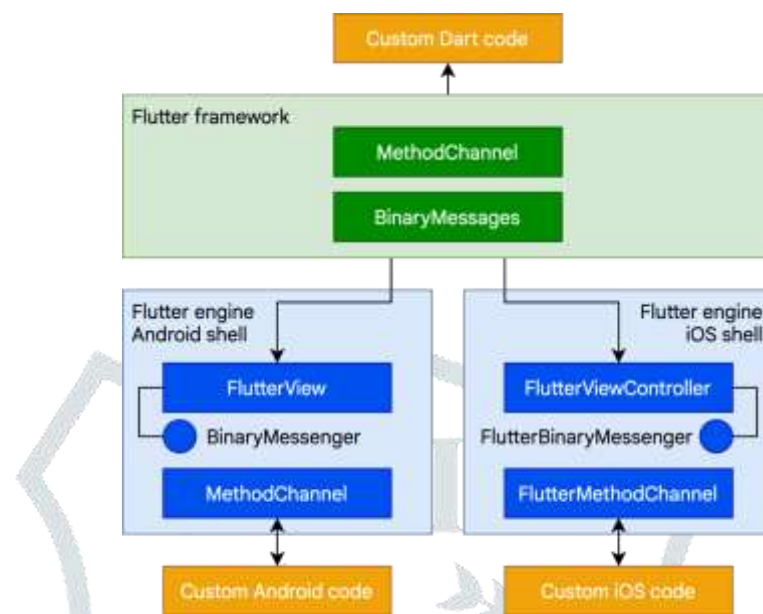 Custom Dart code
Flutter framework
MethodChannel
BinaryMessages
Flutter engine
Android shell
FlutterView
BinaryMessenger
MethodChannel
Flutter engine
iOS shell
FlutterViewController
FlutterBinaryMessenger
FlutterMethodChannel
Custom Android code
Custom iOS code